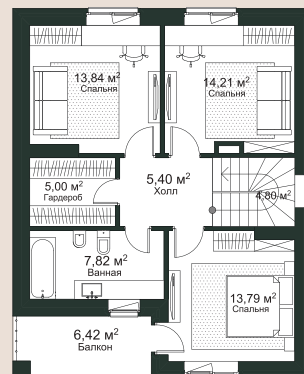 13,84 м²
Спальня
14,21 м²
Спальня
5,00 м²
Гардероб
5,40 м²
Холл
4,80 м²
7,82 м²
Ванная
13,79 м²
Спальня
6,42 м²
Балкон